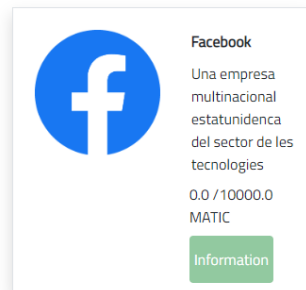 Facebook
Una empresa
multinacional
estatunidenca
del sector de les
tecnologies
0.0 /10000.0
MATIC
Information